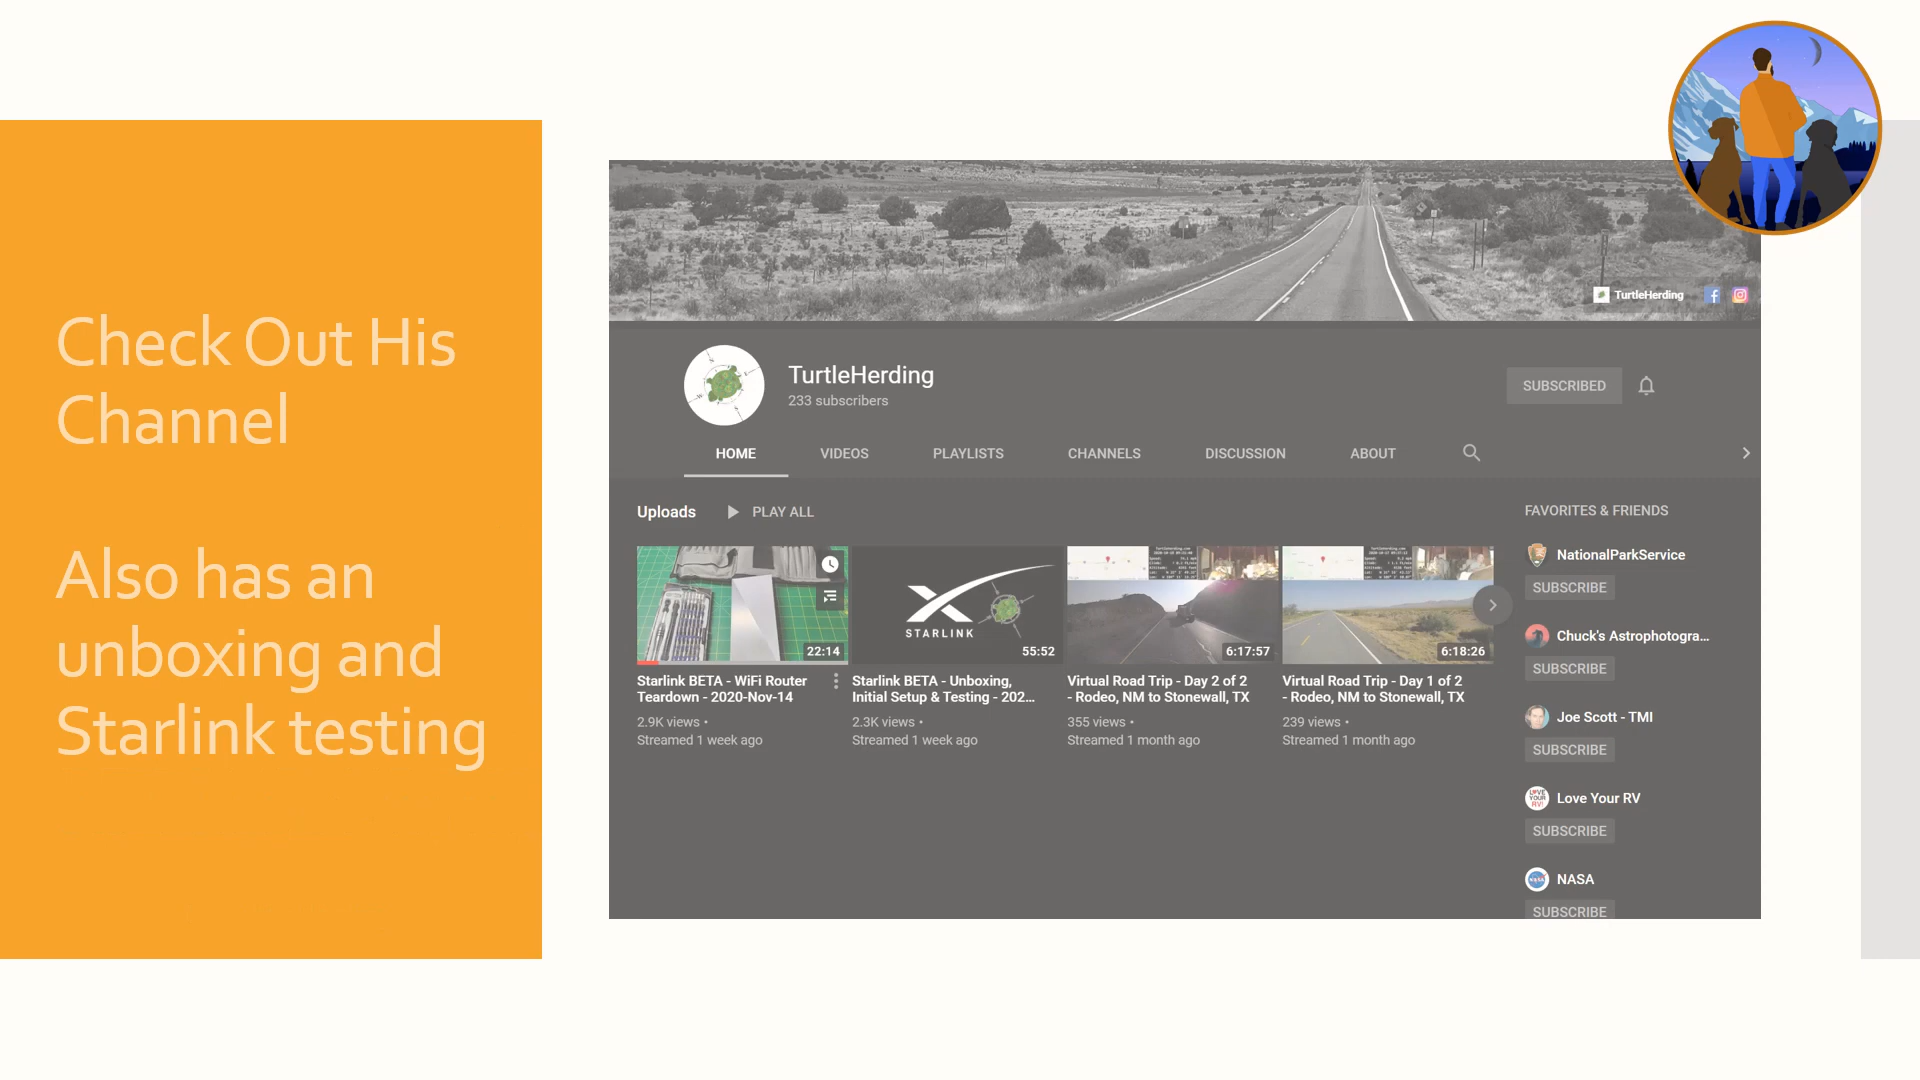 Check Out His
Channel
Also has an
unboxing and
Starlink testing
TurtleHerding
TurtleHerding
233 subscribers
SUBSCRIBED
HOME VIDEOS PLAYLISTS CHANNELS DISCUSSION ABOUT
Uploads PLAY ALL
22:14
STARLINK
55:52
6:17:57
6:18:26
Starlink BETA - WiFi Router
Teardown - 2020-Nov-14
2.9K views •
Streamed 1 week ago
Starlink BETA - Unboxing,
Initial Setup & Testing - 202...
2.3K views •
Streamed 1 week ago
Virtual Road Trip - Day 2 of 2
- Rodeo, NM to Stonewall, TX
355 views •
Streamed 1 month ago
Virtual Road Trip - Day 1 of 2
- Rodeo, NM to Stonewall, TX
239 views •
Streamed 1 month ago
FAVORITES & FRIENDS
NationalParkService
SUBSCRIBE
Chuck's Astrophotogra...
SUBSCRIBE
Joe Scott - TMI
SUBSCRIBE
Love Your RV
SUBSCRIBE
NASA
SUBSCRIBE